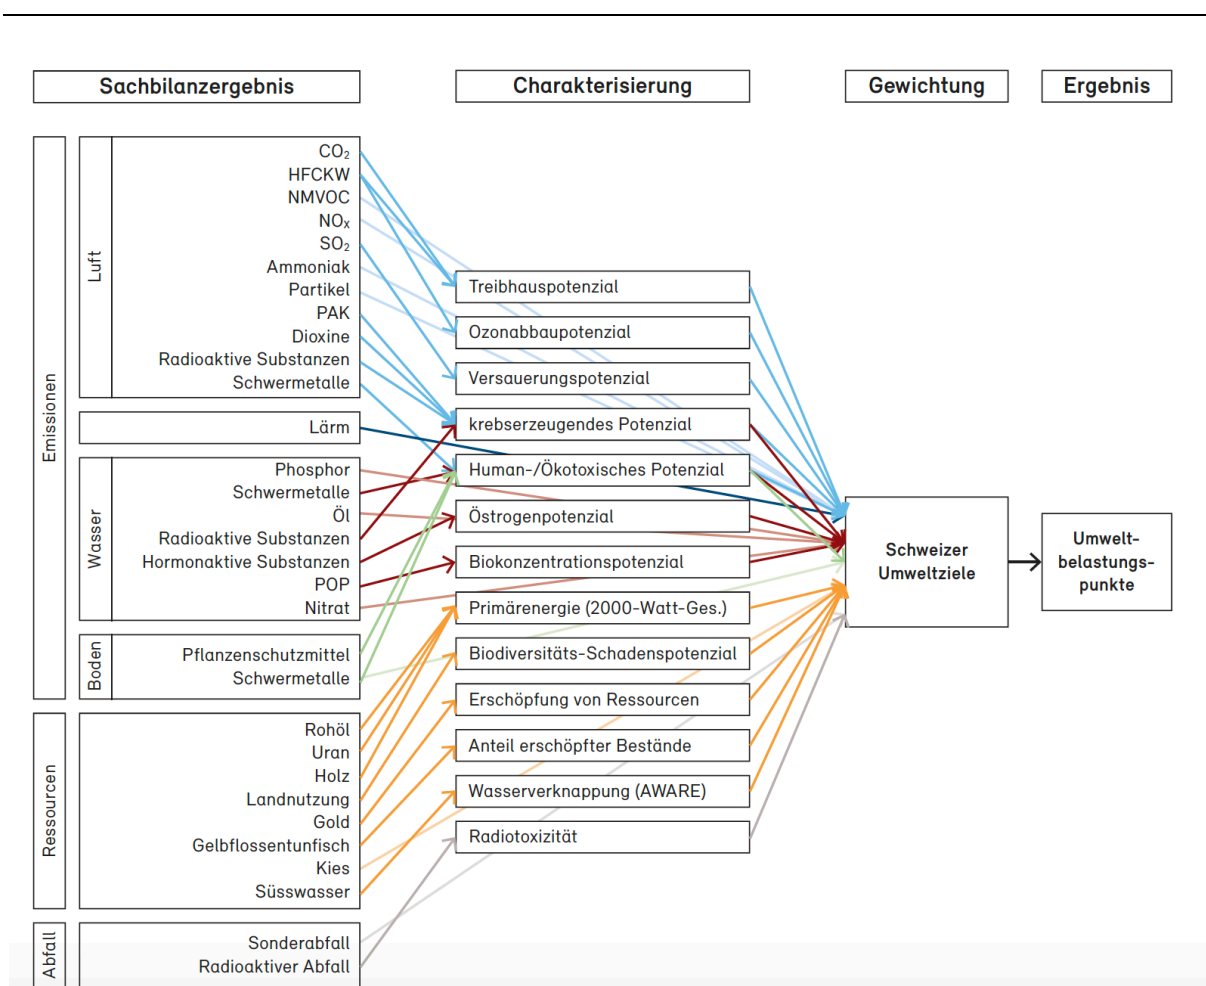 Sachbilanzergebnis
Charakterisierung
Gewichtung
Ergebnis
Emissionen
Luft
CO₂
HFCKW
NMVOC
NOₓ
SO₂
Ammoniak
Partikel
PAK
Dioxine
Radioaktive Substanzen
Schwermetalle
Lärm
Wasser
Phosphor
Schwermetalle
Öl
Radioaktive Substanzen
Hormonaktive Substanzen
POP
Nitrat
Boden
Pflanzenschutzmittel
Schwermetalle
Ressourcen
Rohöl
Uran
Holz
Landnutzung
Gold
Gelbflossentunfisch
Kies
Süsswasser
Abfall
Sonderabfall
Radioaktiver Abfall
Treibhauspotenzial
Ozonabbaupotenzial
Versauerungspotenzial
krebserzeugendes Potenzial
Human-/Ökotoxisches Potenzial
Östrogenpotenzial
Biokonzentrationspotenzial
Primärenergie (2000-Watt-Ges.)
Biodiversitäts-Schadenspotenzial
Erschöpfung von Ressourcen
Anteil erschöpfter Bestände
Wasserverknappung (AWARE)
Radiotoxizität
Schweizer
Umweltziele
Umwelt-
belastungs-
punkte